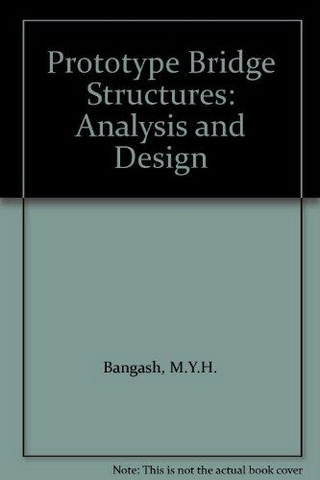 Prototype Bridge
Structures:
Analysis and
Design
Bangash, M.Y.H.
Note: This is not the actual book cover